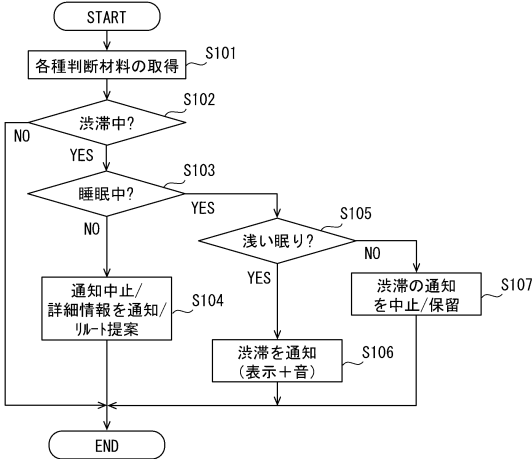 START
各種判断材料の取得
S101
渋滞中?
S102
NO
YES
睡眠中?
S103
YES
NO
浅い眠り?
S105
NO
YES
通知中止/
詳細情報を通知/
リルート提案
S104
渋滞の通知
を中止/保留
S107
渋滞を通知
(表示+音)
S106
END